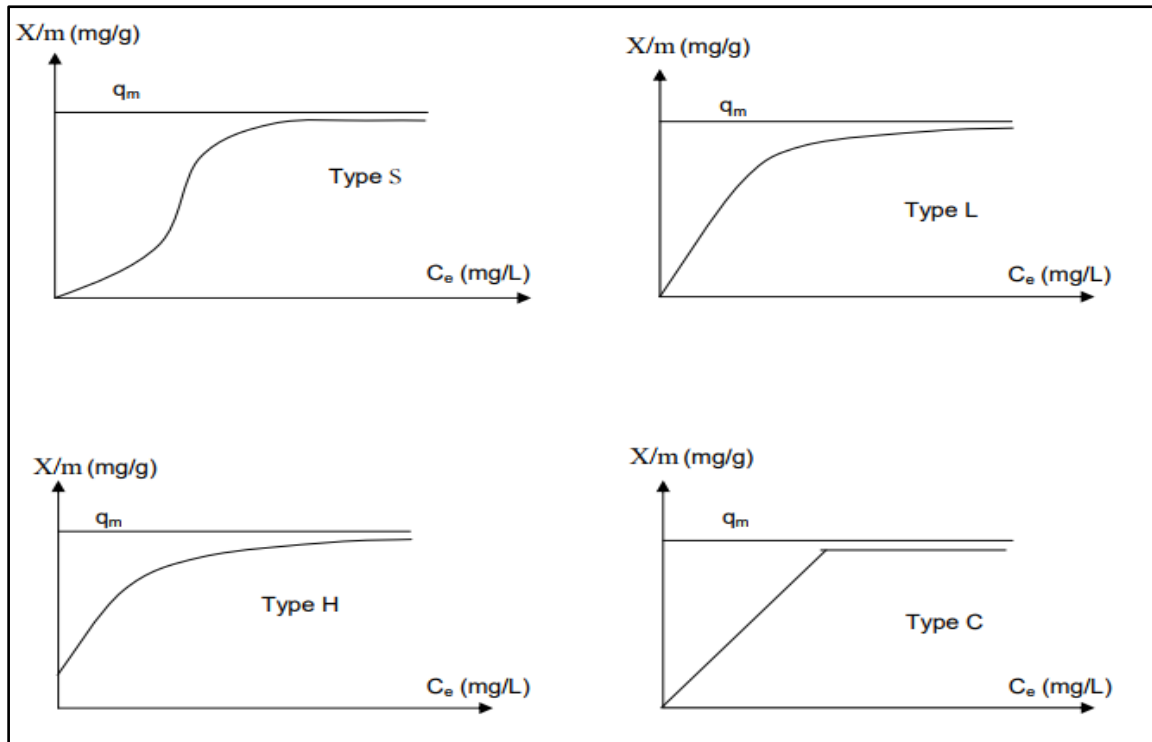 X/m (mg/g)
qm
Type S
Ce (mg/L)
X/m (mg/g)
qm
Type L
Ce (mg/L)
X/m (mg/g)
qm
Type H
Ce (mg/L)
X/m (mg/g)
qm
Type C
Ce (mg/L)